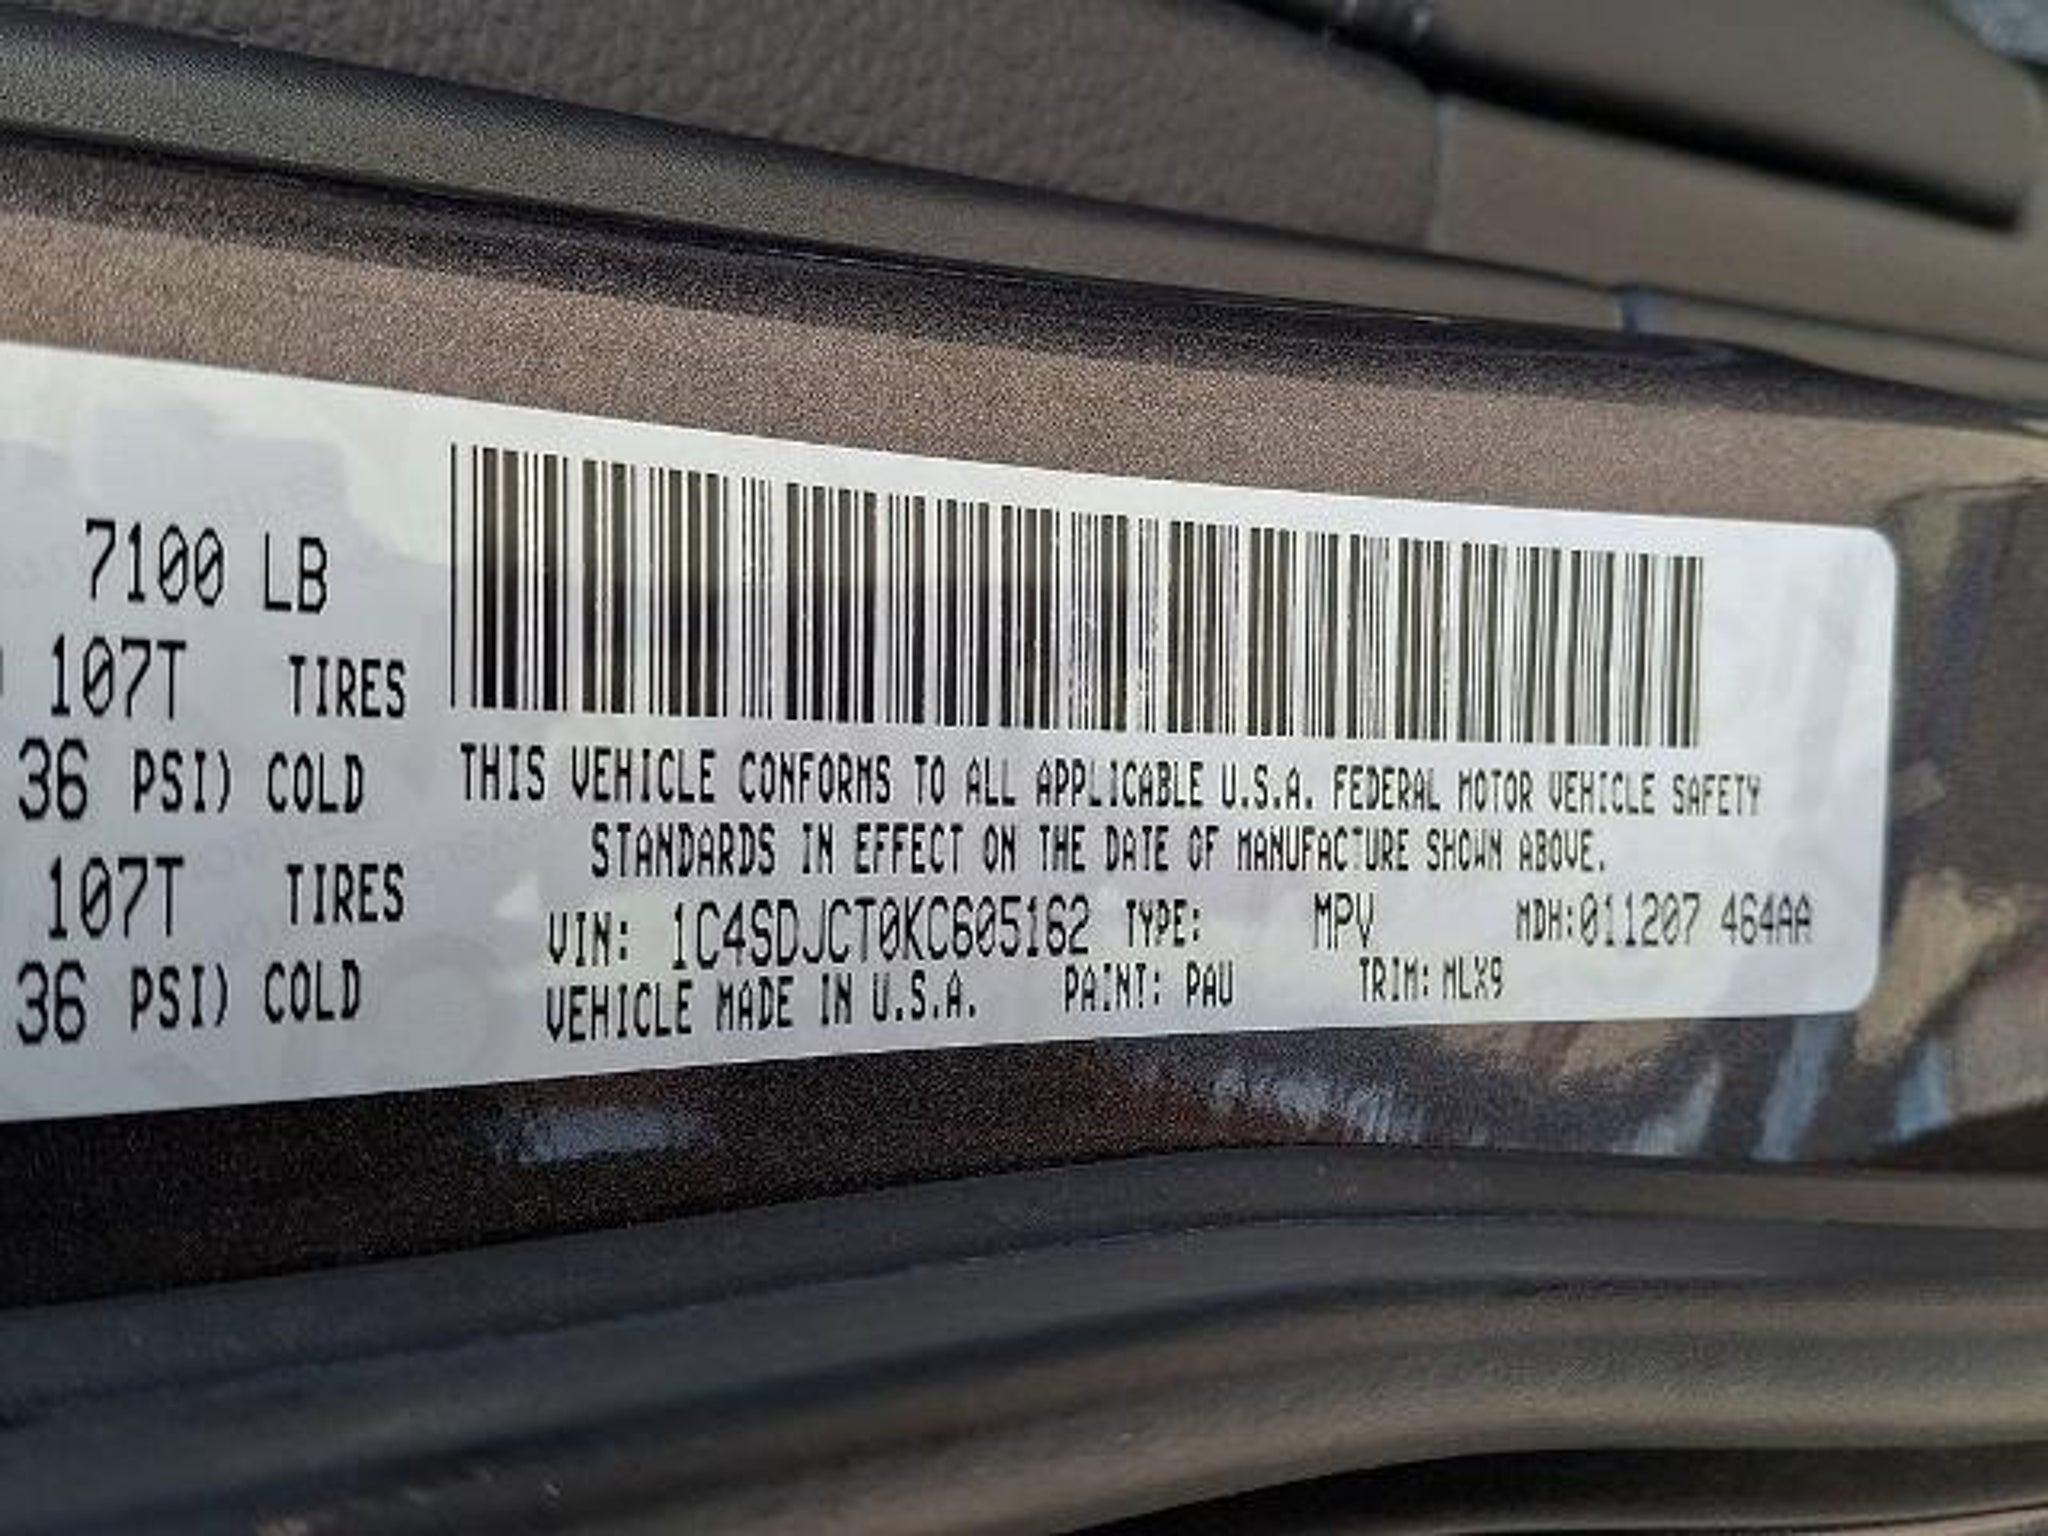 7100 LB
107T TIRES
36 PSI) COLD
107T TIRES
36 PSI) COLD
THIS VEHICLE CONFORMS TO ALL APPLICABLE U.S.A. FEDERAL MOTOR VEHICLE SAFETY
STANDARDS IN EFFECT ON THE DATE OF MANUFACTURE SHOWN ABOVE.
VIN: 1C4SDJCT0KC605162 TYPE: MPV MDH:011207 464AA
VEHICLE MADE IN U.S.A. PAINT: PAU TRIM: MLX9